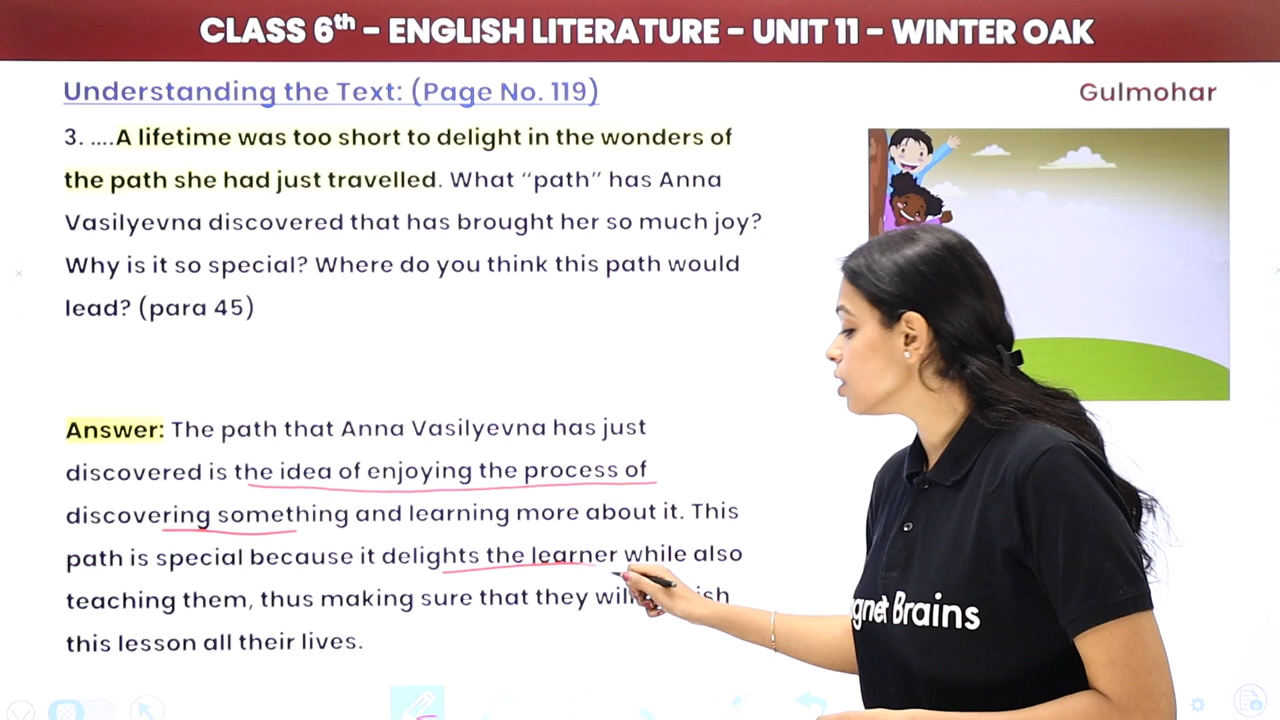 CLASS 6th - ENGLISH LITERATURE - UNIT 11 - WINTER OAK
Understanding the Text: (Page No. 119)
Gulmohar
3. ....A lifetime was too short to delight in the wonders of
the path she had just travelled. What “path” has Anna
Vasilyevna discovered that has brought her so much joy?
Why is it so special? Where do you think this path would
lead? (para 45)
Answer: The path that Anna Vasilyevna has just
discovered is the idea of enjoying the process of
discovering something and learning more about it. This
path is special because it delights the learner while also
teaching them, thus making sure that they will
this lesson all their lives.
Brains